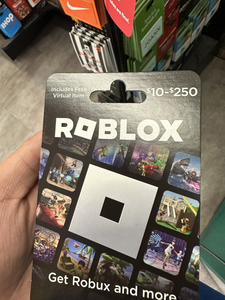 Includes Free
Virtual Item
$10–$250
ROBLOX
Get Robux and more